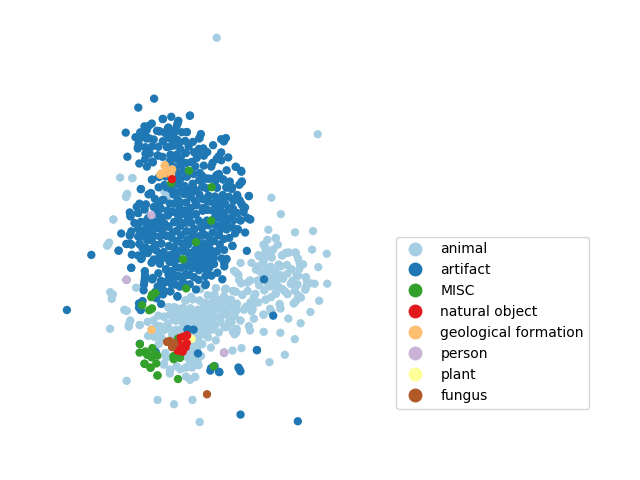 animal
artifact
MISC
natural object
geological formation
person
plant
fungus